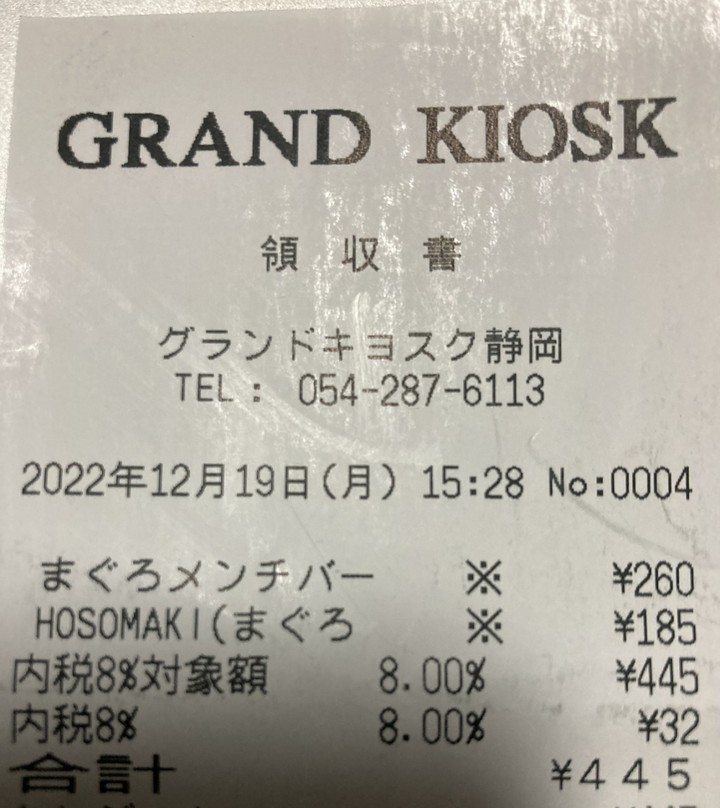 GRAND KIOSK
領収書
グランドキヨスク静岡
TEL: 054-287-6113
2022年12月19日(月) 15:28 No:0004
まぐろメンチバー ※ ¥260
HOSOMAKI(まぐろ ※ ¥185
内税8%対象額 8.00% ¥445
内税8% 8.00% ¥32
合計 ¥445